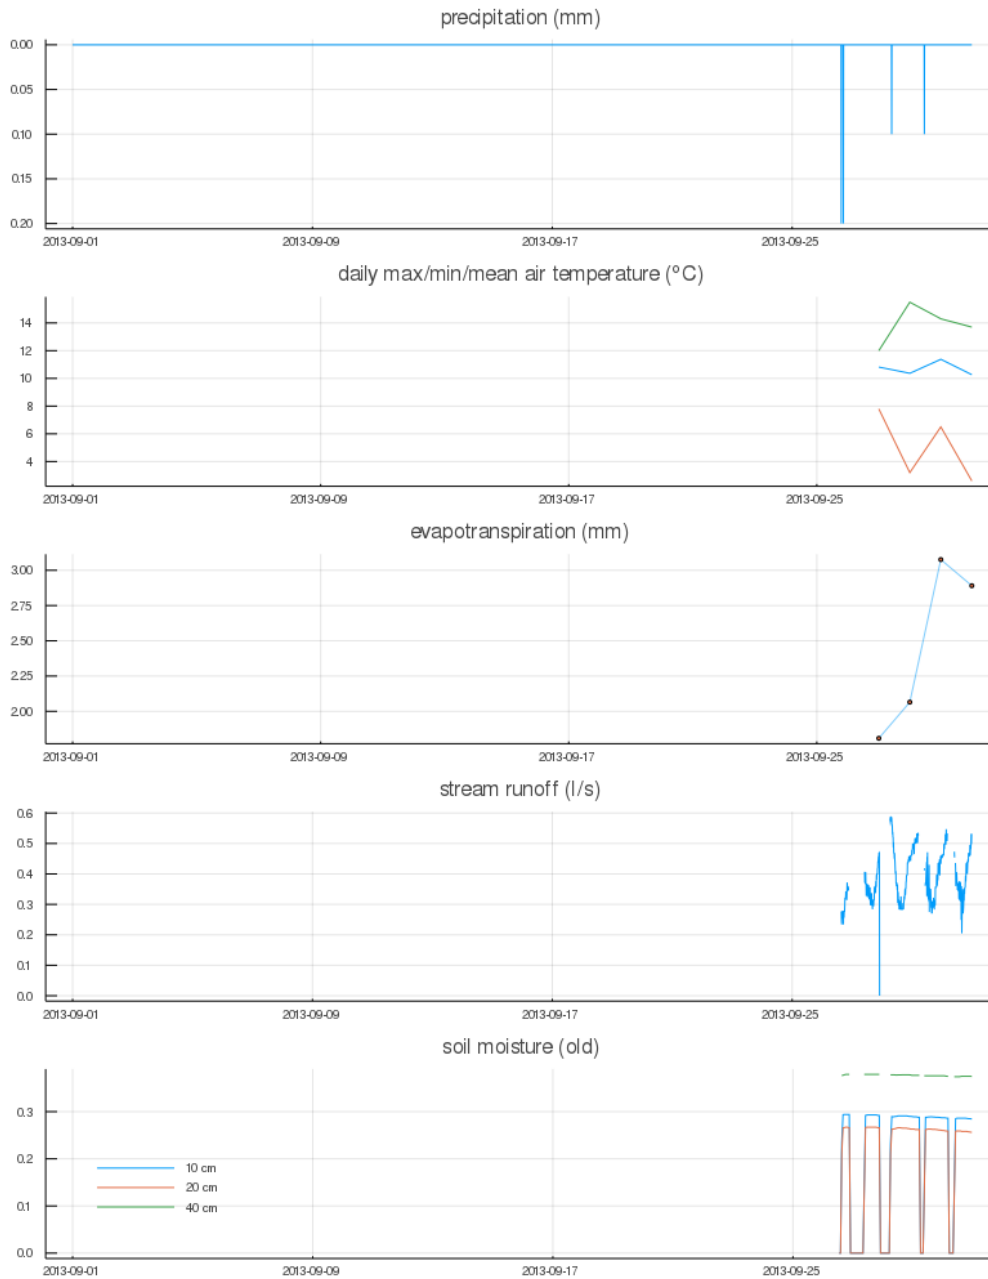 precipitation (mm)
0.00
0.05
0.10
0.15
0.20
2013-09-01 2013-09-09 2013-09-17 2013-09-25
daily max/min/mean air temperature (ºC)
14
12
10
8
6
4
2013-09-01 2013-09-09 2013-09-17 2013-09-25
evapotranspiration (mm)
3.00
2.75
2.50
2.25
2.00
2013-09-01 2013-09-09 2013-09-17 2013-09-25
stream runoff (l/s)
0.6
0.5
0.4
0.3
0.2
0.1
0.0
2013-09-01 2013-09-09 2013-09-17 2013-09-25
soil moisture (old)
0.3
0.2
0.1
0.0
10 cm
20 cm
40 cm
2013-09-01 2013-09-09 2013-09-17 2013-09-25